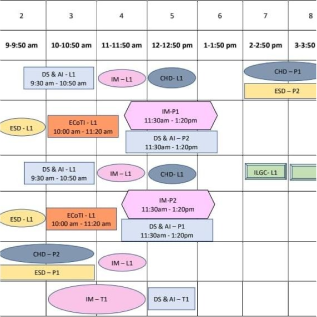 2 3 4 5 6 7 8
9-9:50 am 10-10:50 am 11-11:50 am 12-12:50 pm 1-1:50 pm 2-2:50 pm 3-3:50
DS & AI - L1
9:30 am - 10:50 am
IM – L1
CHD- L1
CHD – P1
ESD – P2
ESD - L1
ECoTI - L1
10:00 am - 11:20 am
IM-P1
11:30am - 1:20pm
DS & AI – P2
11:30am - 1:20pm
DS & AI - L1
9:30 am - 10:50 am
IM – L1
CHD- L1
ILGC- L1
ESD - L1
ECoTI - L1
10:00 am - 11:20 am
IM-P2
11:30am - 1:20pm
DS & AI – P1
11:30am - 1:20pm
CHD – P2
ESD – P1
IM – L1
IM – T1
DS & AI – T1